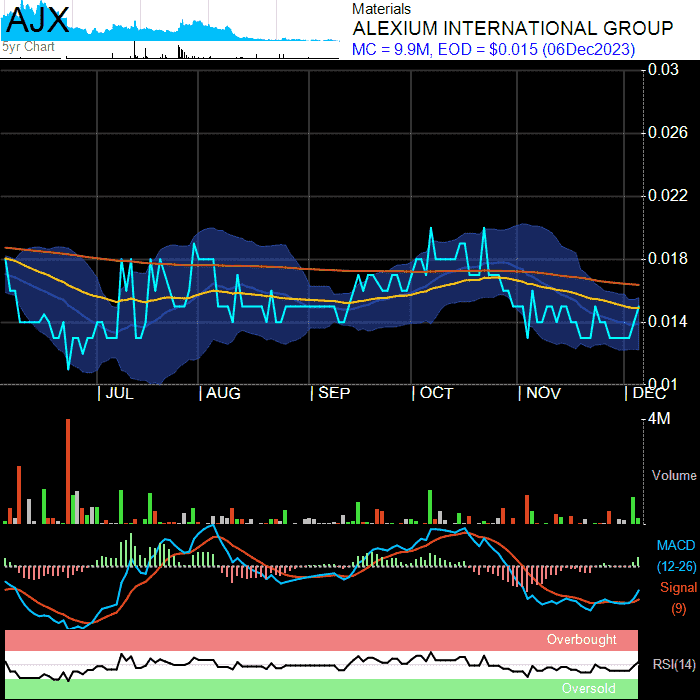 AJX
5yr Chart
Materials
ALEXIUM INTERNATIONAL GROUP
MC = 9.9M, EOD = $0.015 (06Dec2023)
0.03
0.026
0.022
0.018
0.014
0.01
JUL AUG SEP OCT NOV DEC
4M
Volume
MACD
(12-26)
Signal
(9)
Overbought
RSI(14)
Oversold